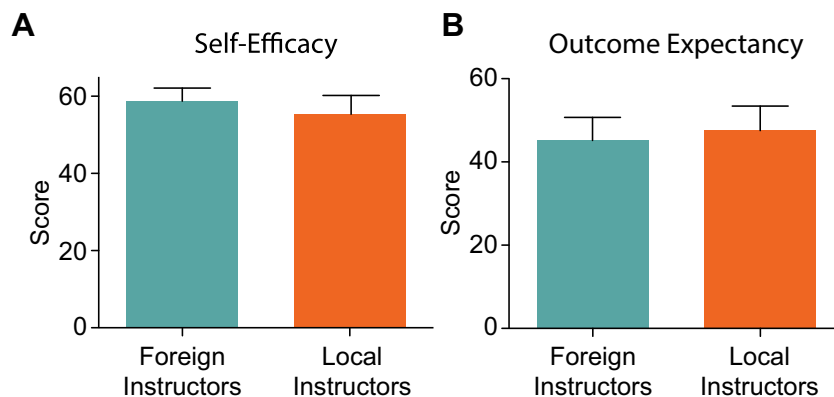 A
Self-Efficacy
Score
60
40
20
0
Foreign
Instructors
Local
Instructors
B
Outcome Expectancy
Score
60
40
20
0
Foreign
Instructors
Local
Instructors